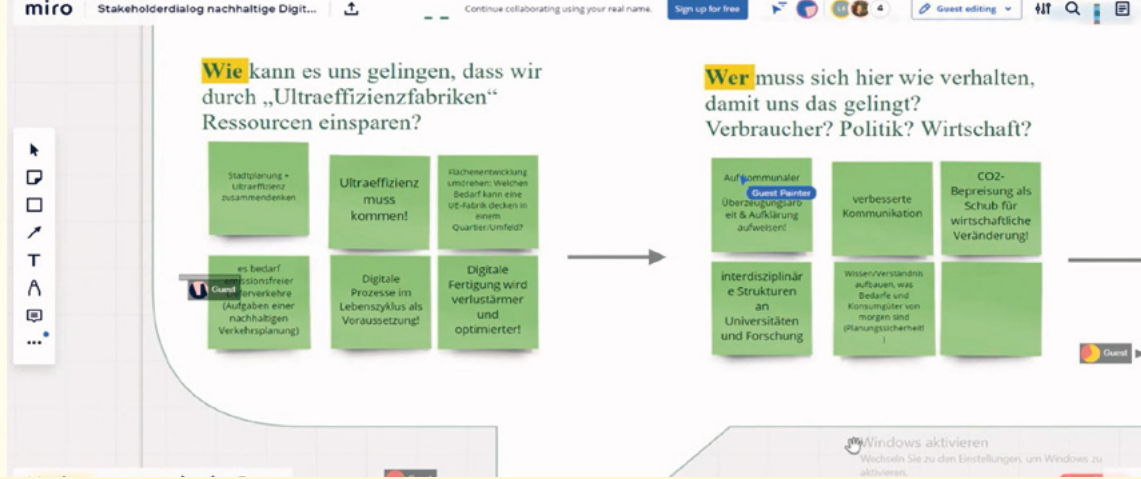 miro
Stakeholderdialog nachhaltige Digit...
Continue collaborating using your real name.
Sign up for free
4
Guest editing
Wie kann es uns gelingen, dass wir
durch „Ultraeffizienzfabriken“
Ressourcen einsparen?
Stadtplanung +
Ultraeffizienz
zusammendenken
Ultraeffizienz
muss
kommen!
Flächenentwicklung
umdrehen: Welchen
Bedarf kann eine
UE-Fabrik decken in
einem
Quartier/Umfeld?
es bedarf
emissionsfreier
Lieferverkehre
(Aufgaben einer
nachhaltigen
Verkehrsplanung)
Guest
Digitale
Prozesse im
Lebenszyklus als
Voraussetzung!
Digitale
Fertigung wird
verlustärmer
und
optimierter!
Wer muss sich hier wie verhalten,
damit uns das gelingt?
Verbraucher? Politik? Wirtschaft?
Auf kommunaler
Guest Painter
Überzeugungsarb
eit & Aufklärung
aufweisen!
verbesserte
Kommunikation
CO2-
Bepreisung als
Schub für
wirtschaftliche
Veränderung!
interdisziplinär
e Strukturen
an
Universitäten
und Forschung
Wissen/Verständnis
aufbauen, was
Bedarfe und
Konsumgüter von
morgen sind
(Planungssicherheit!
)
Guest
Windows aktivieren
Wechseln Sie zu den Einstellungen, um Windows zu
aktivieren.